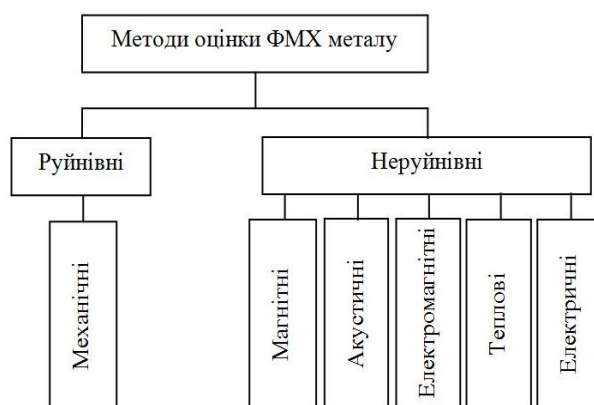 Методи оцінки ФМХ металу
Руйнівні
Неруйнівні
Механічні
Магнітні
Акустичні
Електромагнітні
Теплові
Електричні